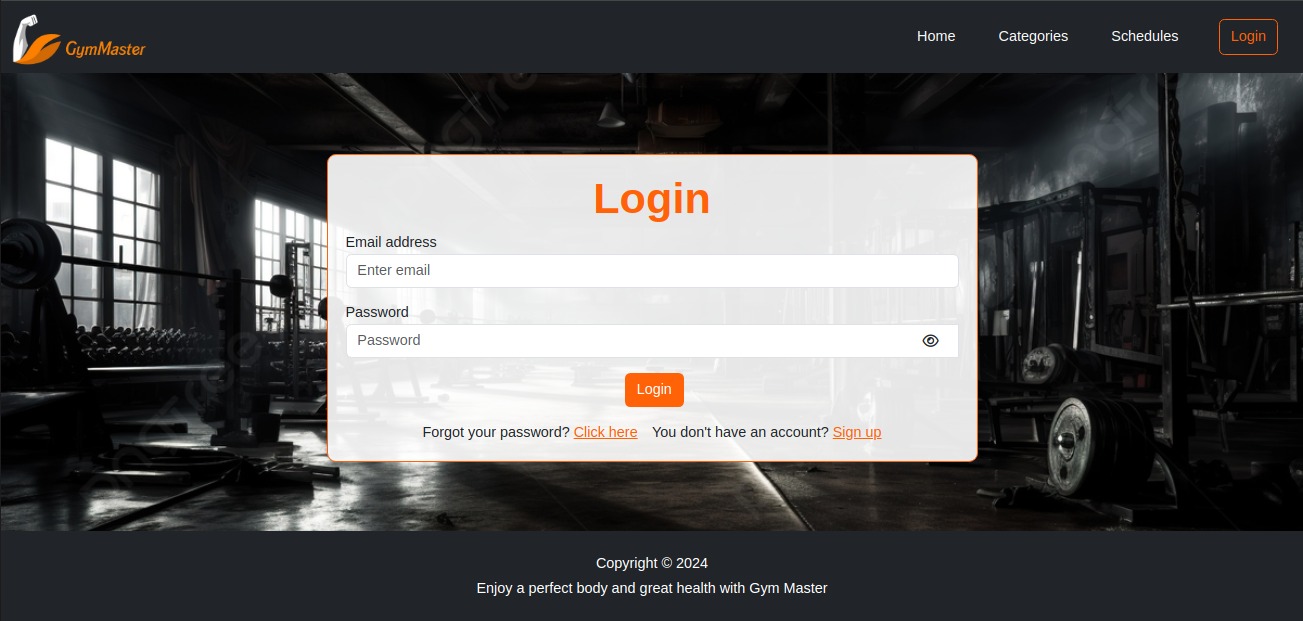 GymMaster
Home Categories Schedules Login
Login
Email address
Enter email
Password
Password
Login
Forgot your password? Click here You don't have an account? Sign up
Copyright © 2024
Enjoy a perfect body and great health with Gym Master